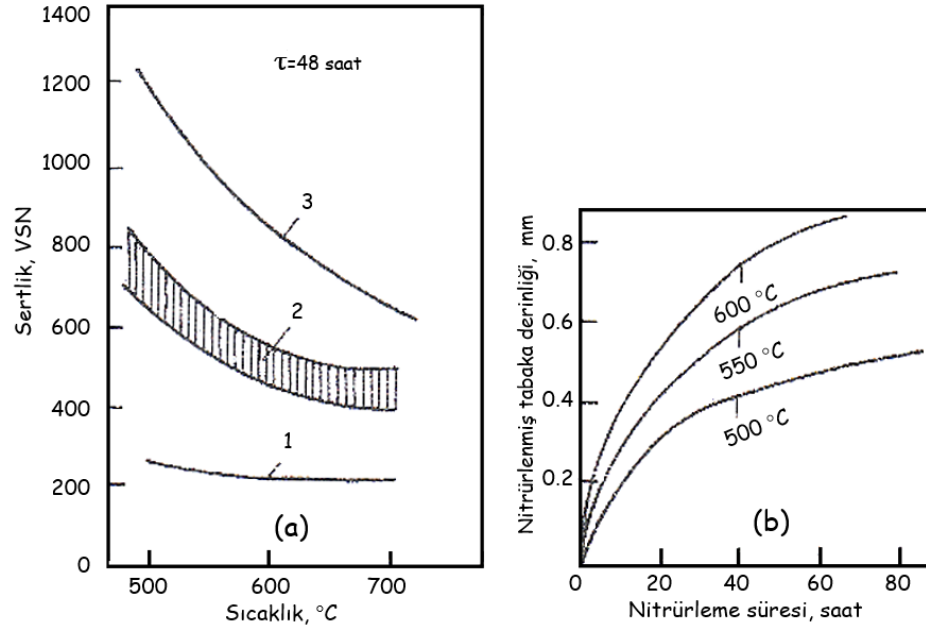 1400
1200
1000
800
600
400
200
0
Sertlik, VSN
τ=48 saat
3
2
1
(a)
500 600 700
Sıcaklık, °C
0.8
0.6
0.4
0.2
Nitrürlenmiş tabaka derinliği, mm
600 °C
550 °C
500 °C
(b)
0 20 40 60 80
Nitrürleme süresi, saat